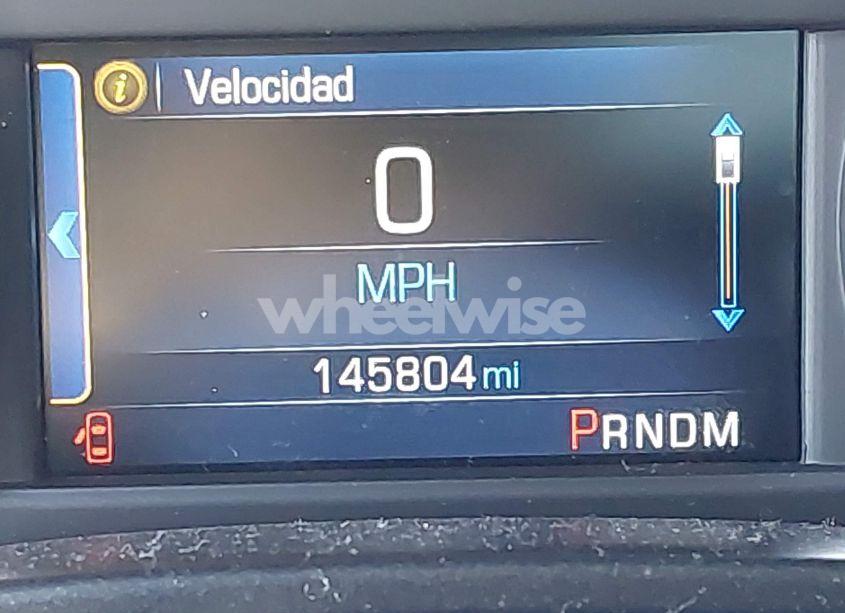 i Velocidad
0
MPH
wheelwise
145804 mi
PRNDM